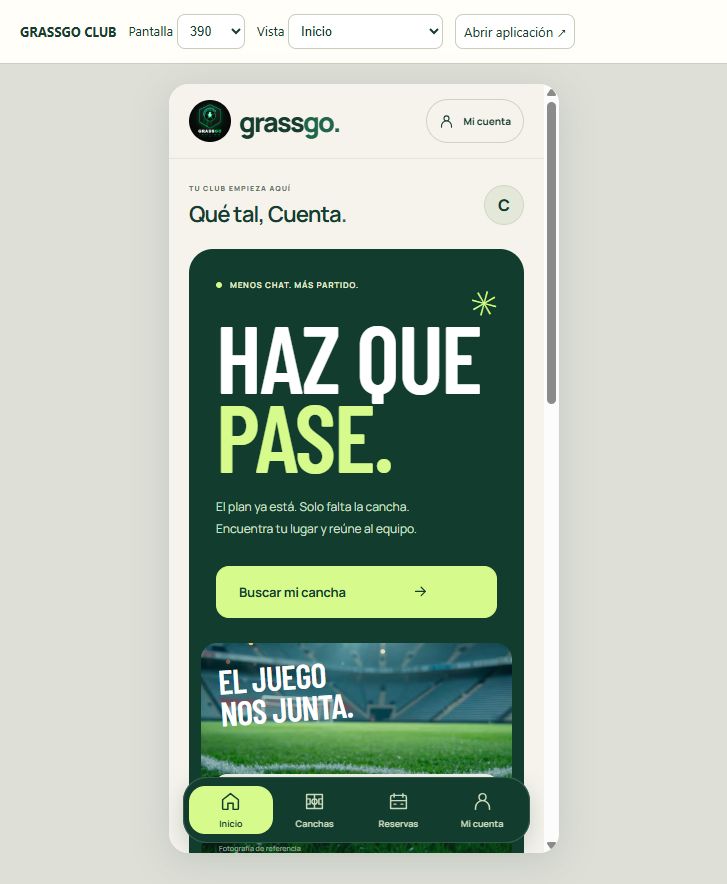 GRASSGO CLUB Pantalla 390 Vista Inicio Abrir aplicación ↗
GRASSGO
grassgo.
Mi cuenta
TU CLUB EMPIEZA AQUÍ
Qué tal, Cuenta.
C
MENOS CHAT. MÁS PARTIDO.
HAZ QUE
PASE.
El plan ya está. Solo falta la cancha.
Encuentra tu lugar y reúne al equipo.
Buscar mi cancha →
EL JUEGO
NOS JUNTA.
Inicio Canchas Reservas Mi cuenta
Fotografía de referencia